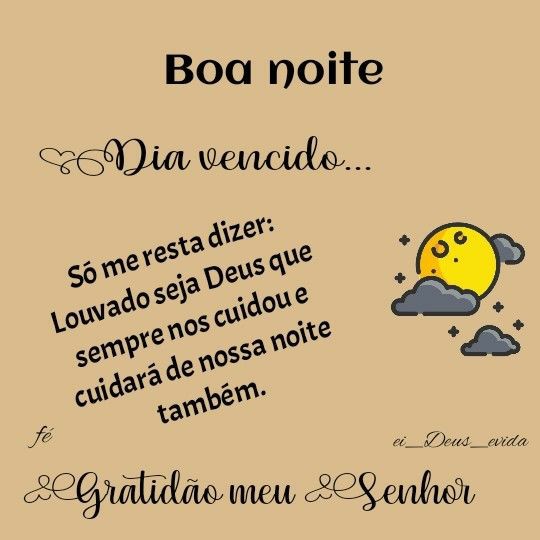 Boa noite
Dia vencido...
Só me resta dizer:
Louvado seja Deus que
sempre nos cuidou e
cuidará de nossa noite
também.
fé
ei_Deus_evida
Gratidão meu Senhor